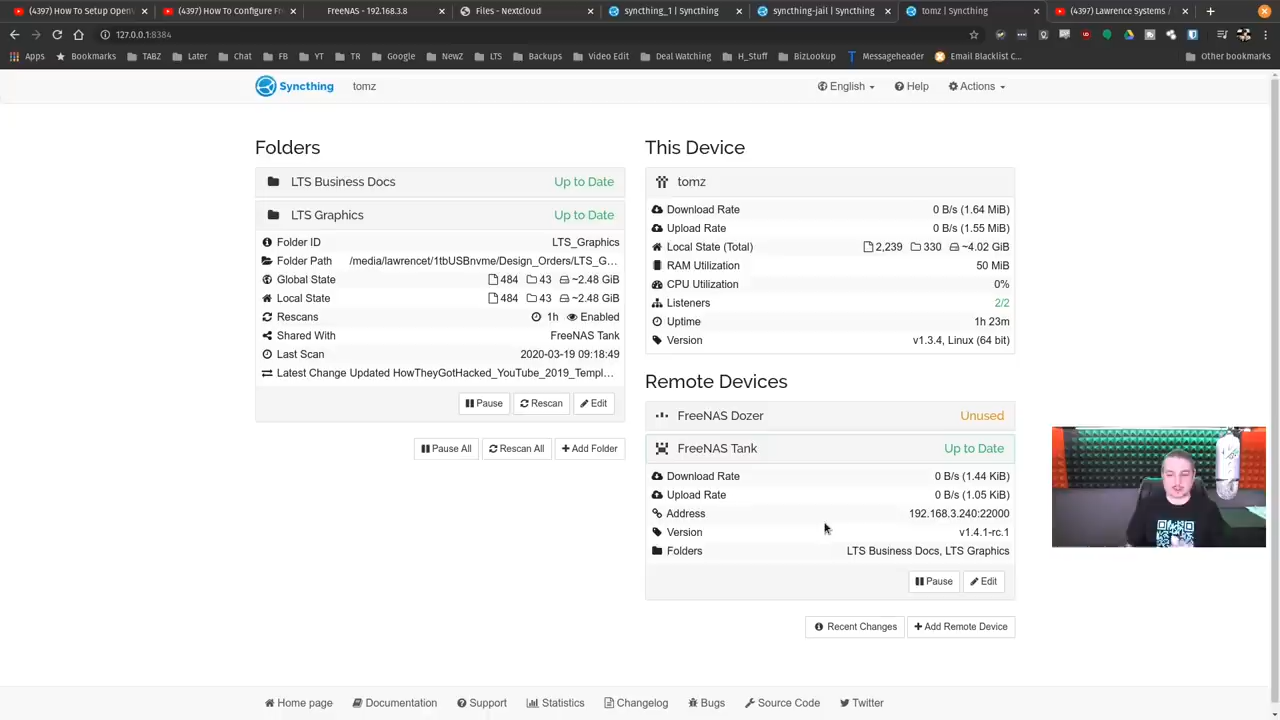 (4397) How To Setup OpenV
(4397) How To Configure Fr
FreeNAS - 192.168.3.8
Files - Nextcloud
syncthing_1 | Syncthing
syncthing-jail | Syncthing
tomz | Syncthing
(4397) Lawrence Systems /
127.0.0.1:8384
Apps
Bookmarks
TABZ
Later
Chat
FB
YT
TR
Google
NewZ
LTS
Backups
Video Edit
Deal Watching
H_Stuff
BizLookup
Messageheader
Email Blacklist C...
Other bookmarks
Syncthing
tomz
English
Help
Actions
Folders
LTS Business Docs Up to Date
LTS Graphics Up to Date
Folder ID LTS_Graphics
Folder Path /media/lawrencet/1tbUSBnvme/Design_Orders/LTS_G...
Global State 484 43 ~2.48 GiB
Local State 484 43 ~2.48 GiB
Rescans 1h Enabled
Shared With FreeNAS Tank
Last Scan 2020-03-19 09:18:49
Latest Change Updated HowTheyGotHacked_YouTube_2019_Templ...
Pause Rescan Edit
Pause All Rescan All Add Folder
This Device
tomz
Download Rate 0 B/s (1.64 MiB)
Upload Rate 0 B/s (1.55 MiB)
Local State (Total) 2,239 330 ~4.02 GiB
RAM Utilization 50 MiB
CPU Utilization 0%
Listeners 2/2
Uptime 1h 23m
Version v1.3.4, Linux (64 bit)
Remote Devices
FreeNAS Dozer Unused
FreeNAS Tank Up to Date
Download Rate 0 B/s (1.44 KiB)
Upload Rate 0 B/s (1.05 KiB)
Address 192.168.3.240:22000
Version v1.4.1-rc.1
Folders LTS Business Docs, LTS Graphics
Pause Edit
Recent Changes Add Remote Device
Home page Documentation Support Statistics Changelog Bugs Source Code Twitter